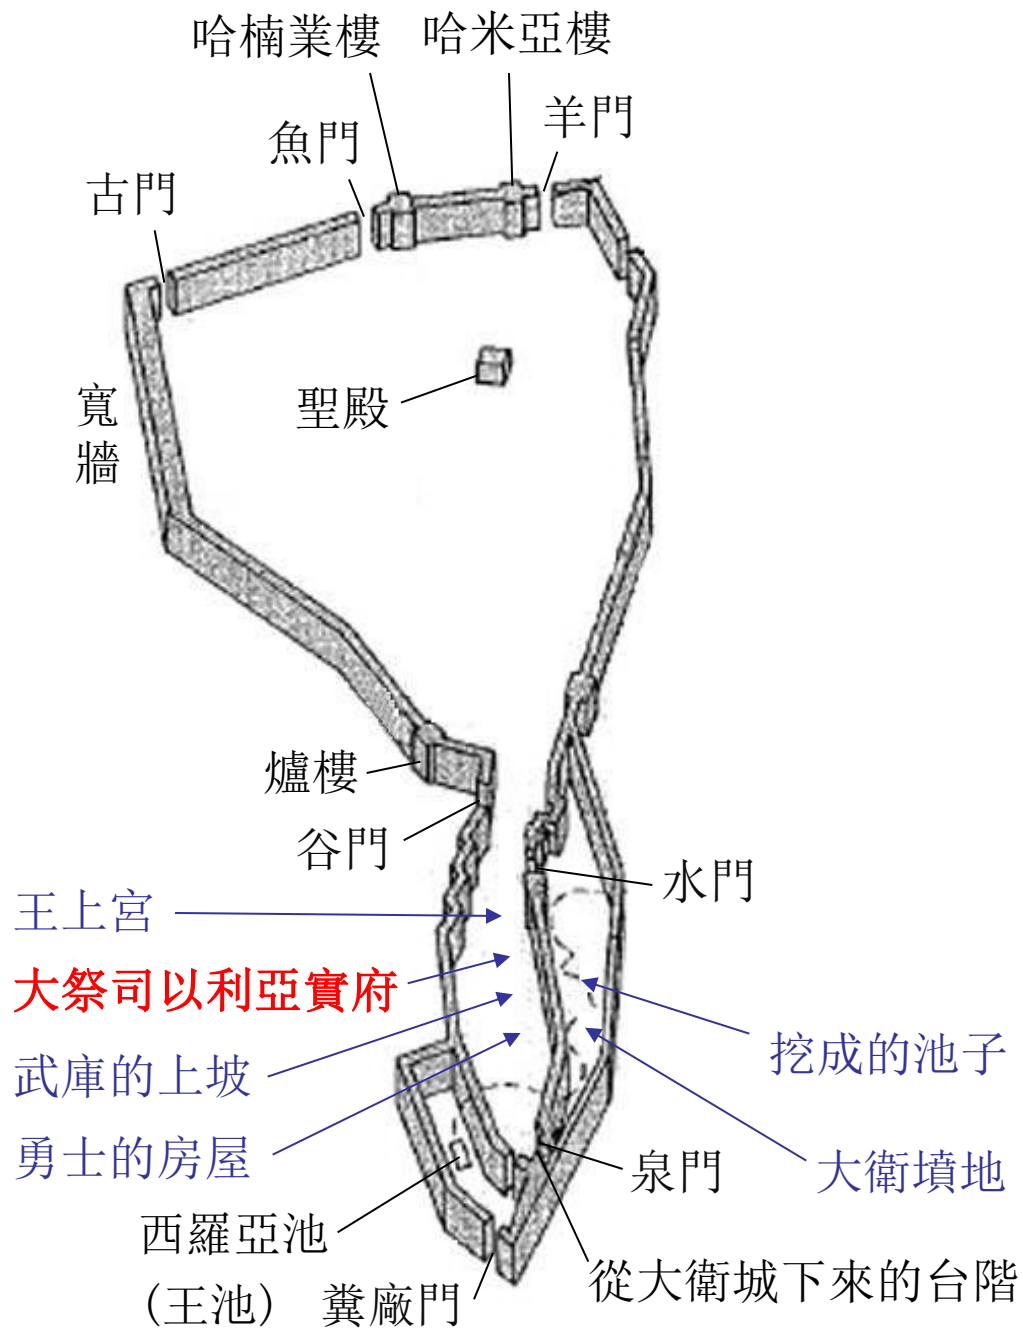 哈楠業樓
哈米亞樓
羊門
魚門
古門
寬牆
聖殿
爐樓
谷門
水門
王上宮
大祭司以利亞實府
武庫的上坡
挖成的池子
勇士的房屋
泉門
大衛墳地
西羅亞池
(王池)
糞廠門
從大衛城下來的台階